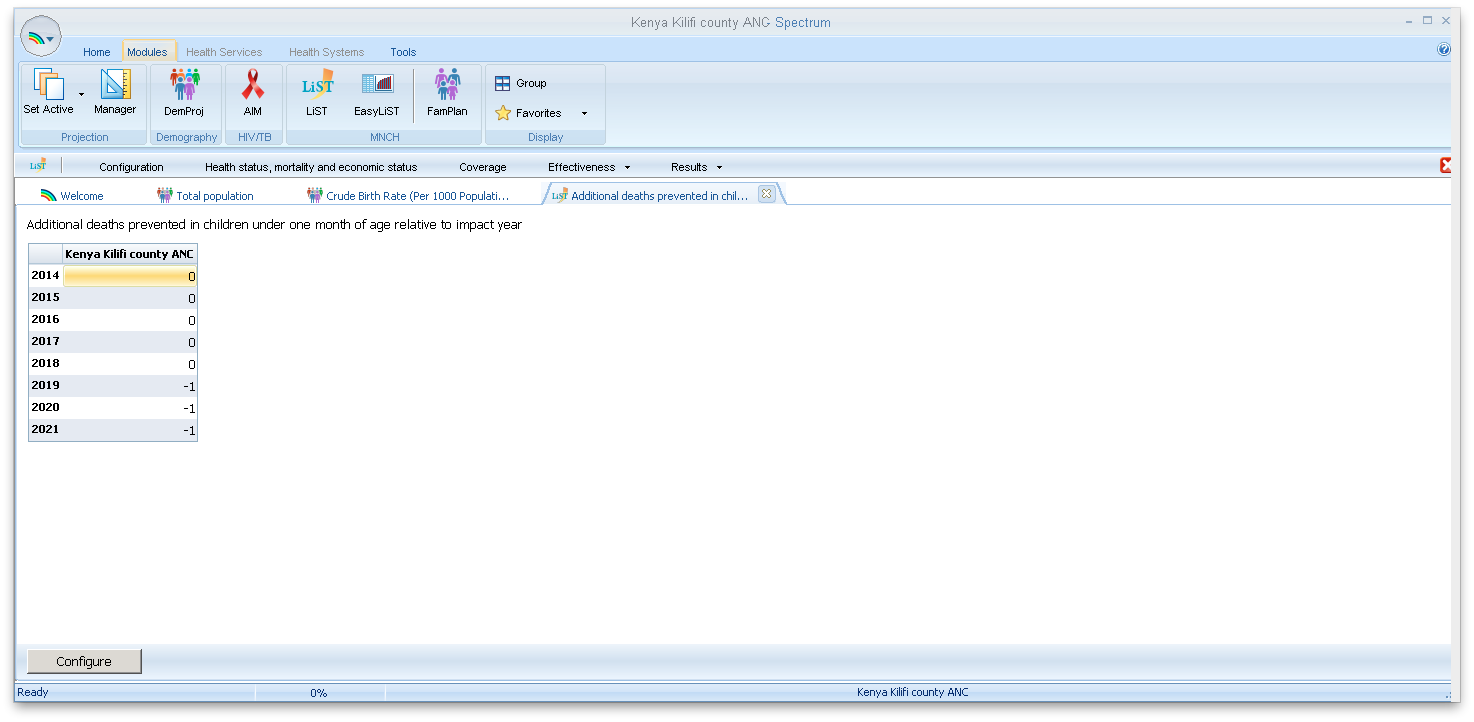 Kenya Kilifi county ANC Spectrum
Home Modules Health Services Health Systems Tools
Set Active Manager DemProj AIM LiST LiST EasyLiST FamPlan Group Favorites
Projection Demography HIV/TB MNCH Display
LiST Configuration Health status, mortality and economic status Coverage Effectiveness Results
Welcome Total population Crude Birth Rate (Per 1000 Populati... LiST Additional deaths prevented in chil...
Additional deaths prevented in children under one month of age relative to impact year
Kenya Kilifi county ANC
2014 0
2015 0
2016 0
2017 0
2018 0
2019 -1
2020 -1
2021 -1
Configure
Ready 0% Kenya Kilifi county ANC